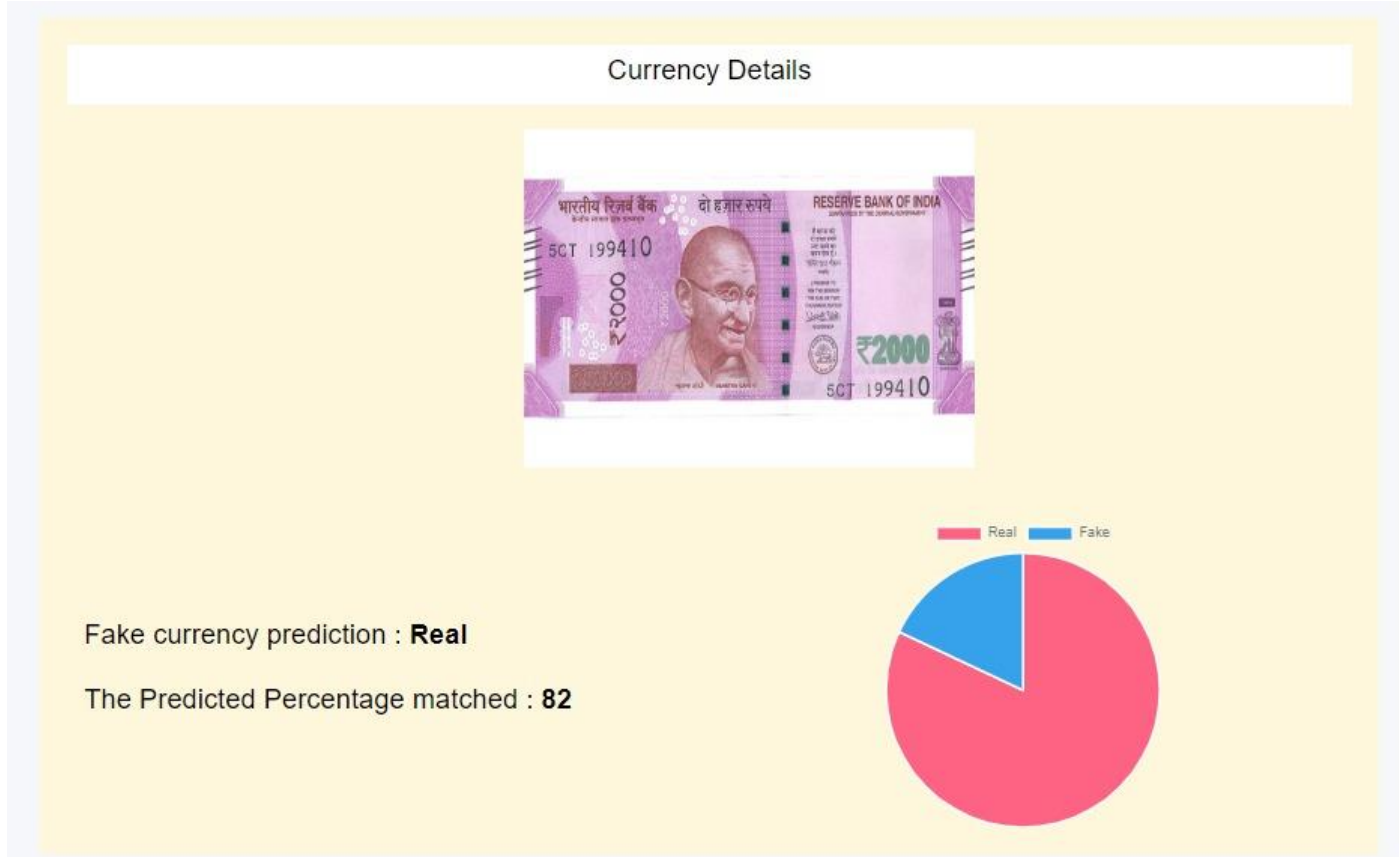 Currency Details
भारतीय रिज़र्व बैंक
दो हज़ार रुपये
RESERVE BANK OF INDIA
5CT 199410
₹२०००
₹2000
5CT 199410
Real
Fake
Fake currency prediction : Real
The Predicted Percentage matched : 82